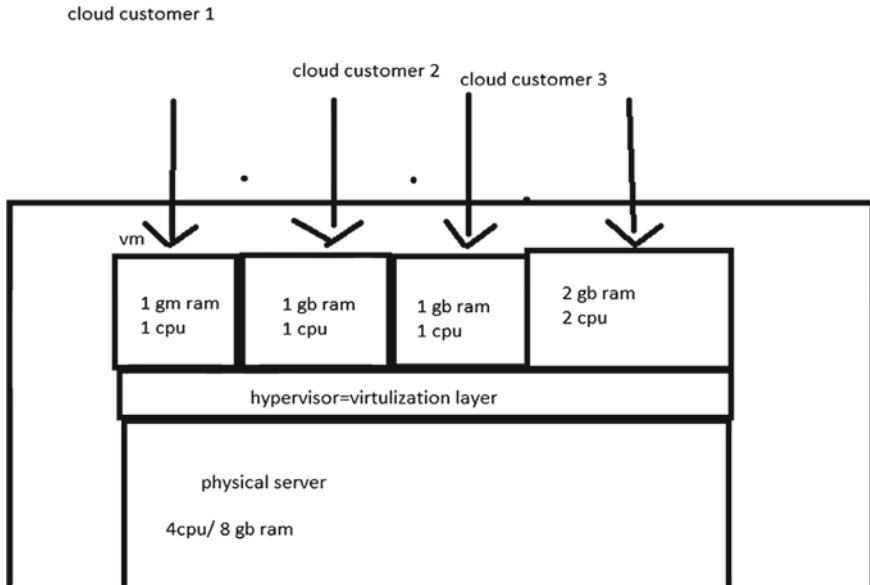 cloud customer 1
cloud customer 2
cloud customer 3
vm
1 gm ram
1 cpu
1 gb ram
1 cpu
1 gb ram
1 cpu
2 gb ram
2 cpu
hypervisor=virtulization layer
physical server
4cpu/ 8 gb ram